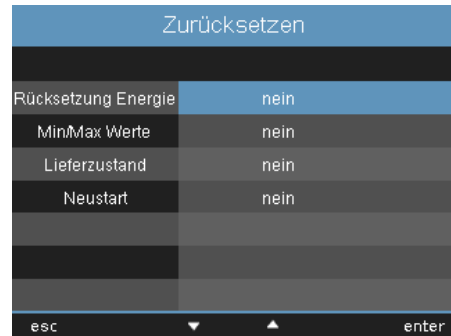 Zurücksetzen
Rücksetzung Energie nein
Min/Max Werte nein
Lieferzustand nein
Neustart nein
esc enter